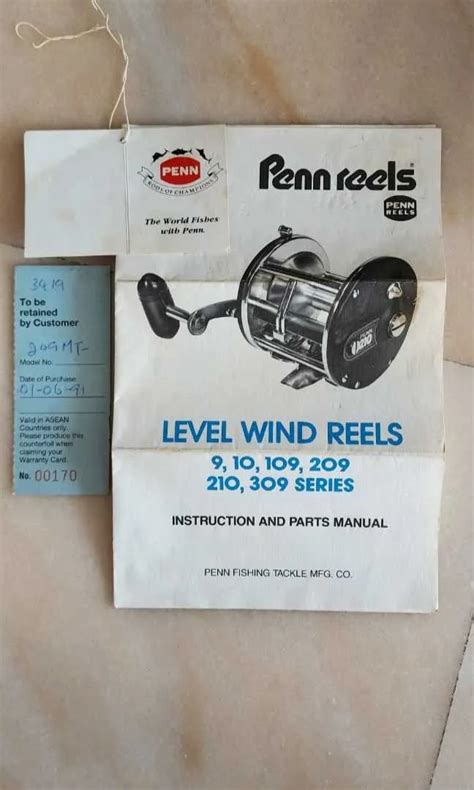 PENN
RODS OF CHAMPIONS
The World Fishes
with Penn.
Penn reels
PENN
REELS
3419
To be
retained
by Customer
209MT-
Model No.
Date of Purchase
01-06-91
Valid in ASEAN
Countries only.
Please produce this
counterfoil when
claiming your
Warranty Card.
No. 00170
PENN
210
LEVEL WIND REELS
9, 10, 109, 209
210, 309 SERIES
INSTRUCTION AND PARTS MANUAL
PENN FISHING TACKLE MFG. CO.